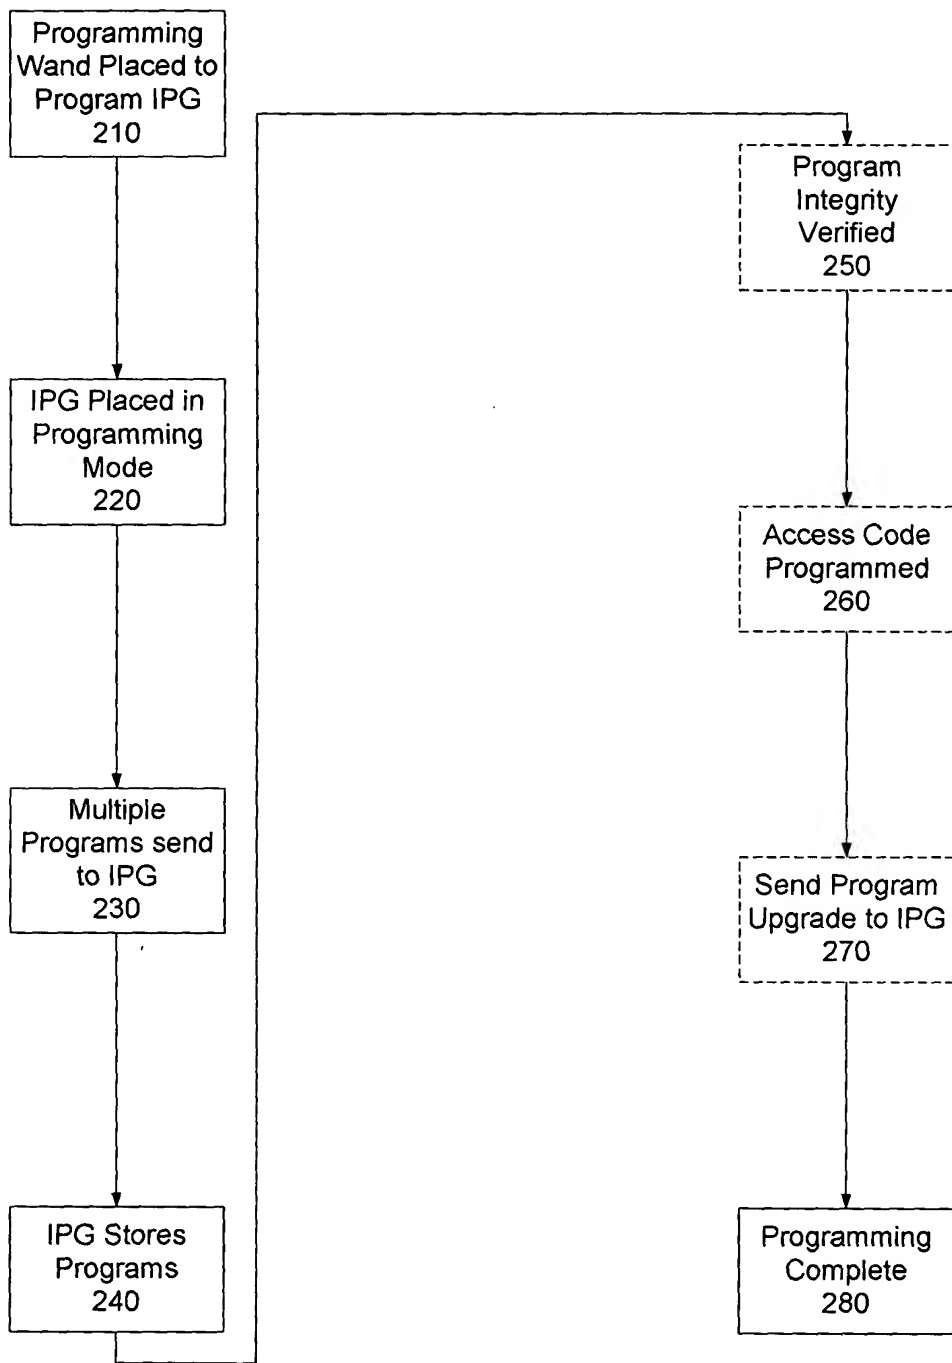 Programming
Wand Placed to
Program IPG
210
IPG Placed in
Programming
Mode
220
Multiple
Programs send
to IPG
230
IPG Stores
Programs
240
Program
Integrity
Verified
250
Access Code
Programmed
260
Send Program
Upgrade to IPG
270
Programming
Complete
280